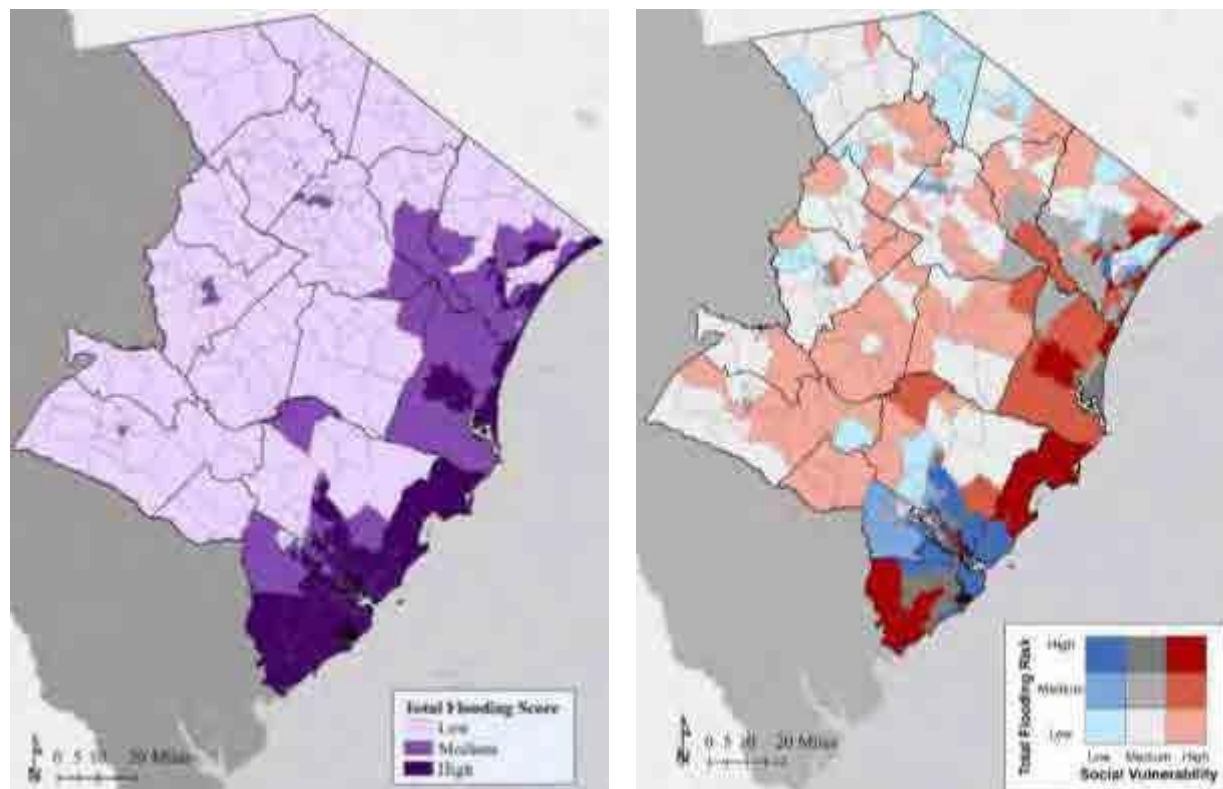 Total Flooding Score
Low
Medium
High
N
0 5 10 20 Miles
Total Flooding Risk
High
Medium
Low
Low Medium High
Social Vulnerability
N
0 5 10 20 Miles